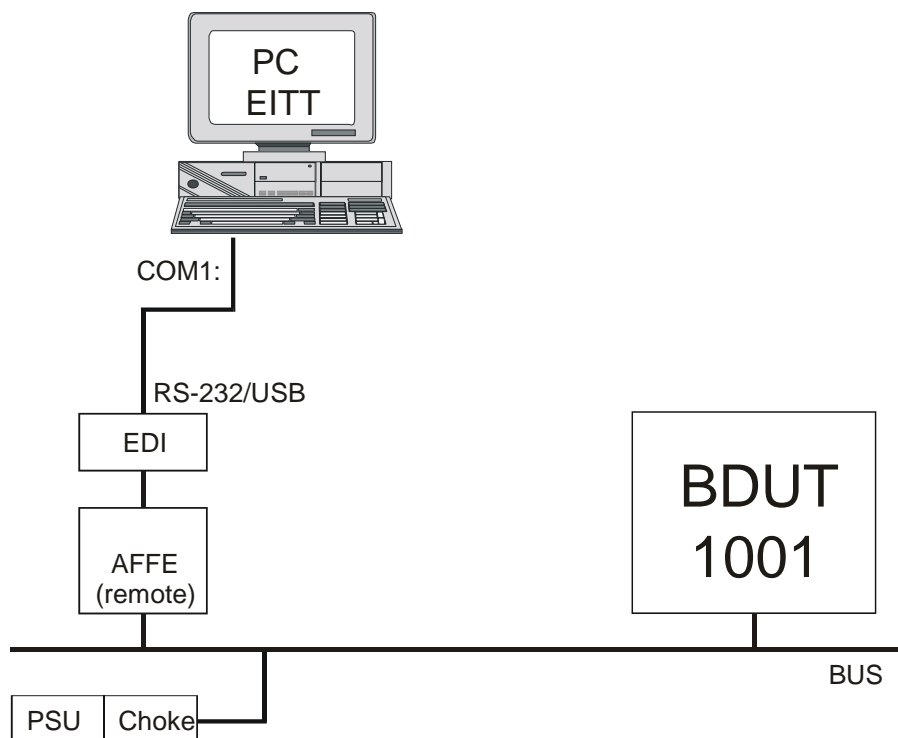 PC
EITT
COM1:
RS-232/USB
EDI
AFFE
(remote)
BDUT
1001
BUS
PSU
Choke